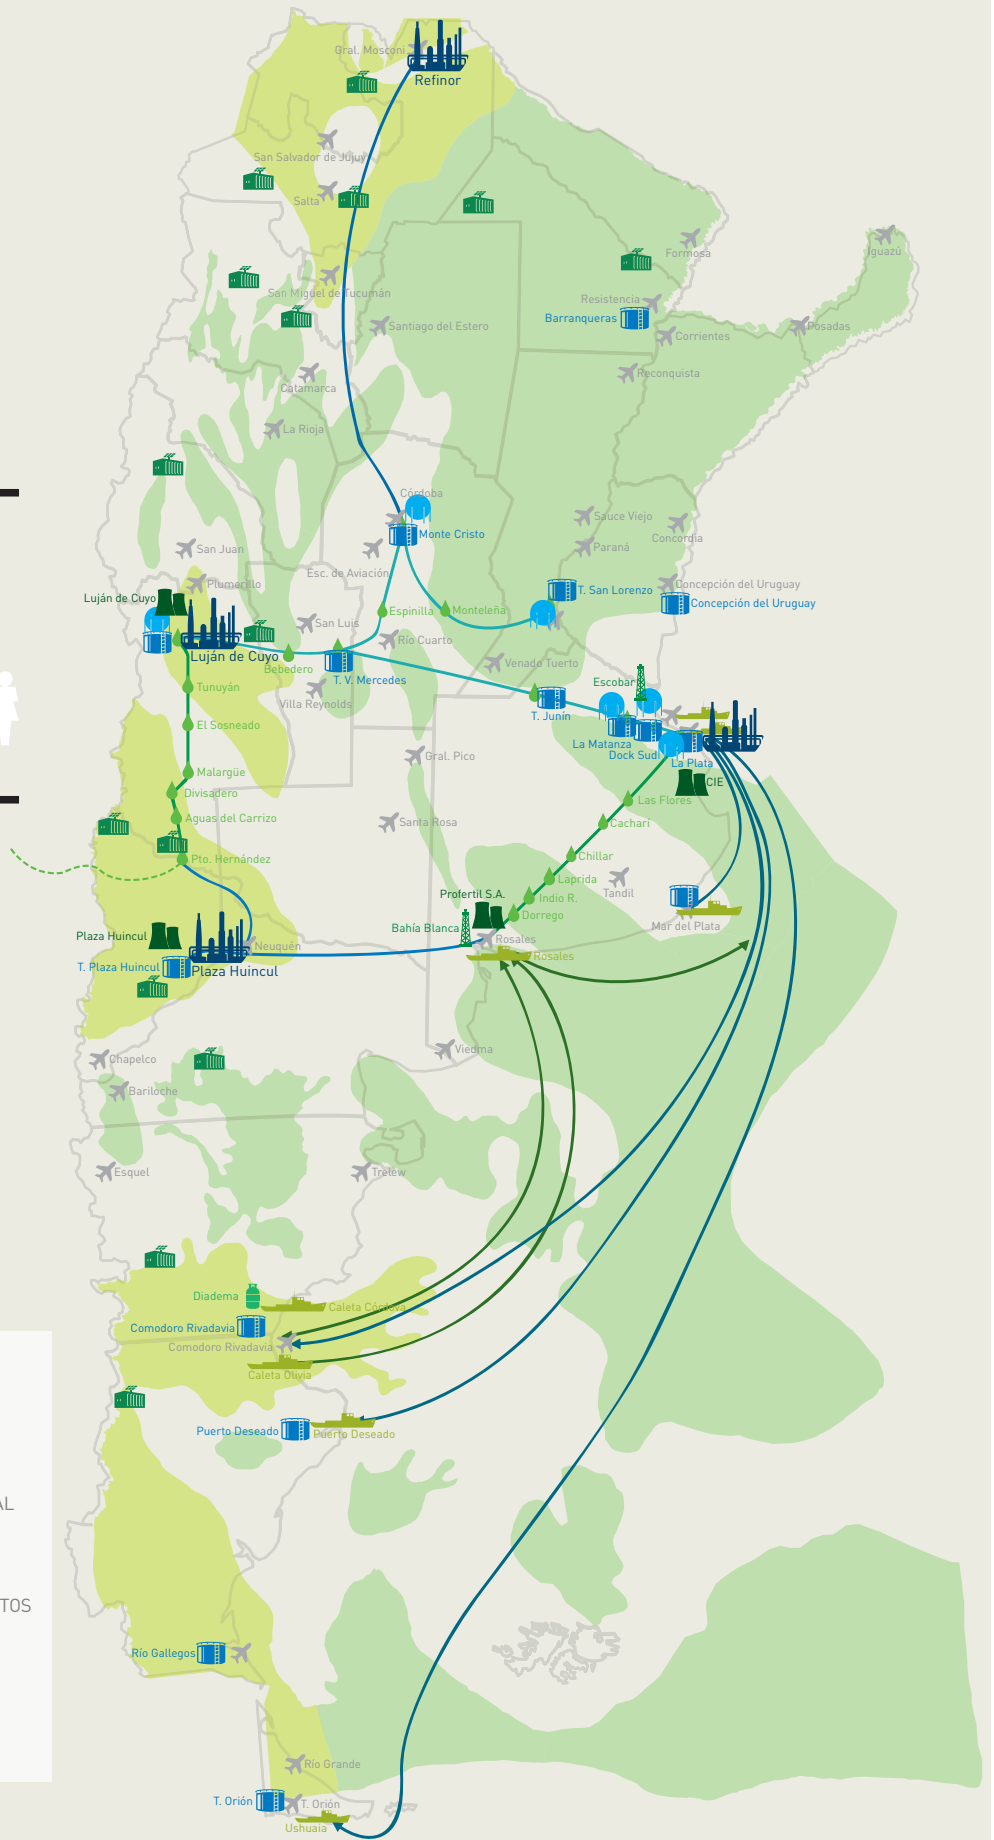 Gral. Mosconi
Refinor
San Salvador de Jujuy
Salta
Formosa
Iguazú
San Miguel de Tucumán
Resistencia
Barranqueras
Santiago del Estero
Corrientes
Posadas
Catamarca
Reconquista
La Rioja
Córdoba
Monte Cristo
Sauce Viejo
Concordia
San Juan
Paraná
Esc. de Aviación
Plumerillo
Concepción del Uruguay
T. San Lorenzo
Luján de Cuyo
Espinilla
Monteleña
Concepción del Uruguay
San Luis
Río Cuarto
Luján de Cuyo
Bebedero
Venado Tuerto
T. V. Mercedes
Escobar
Tunuyán
Villa Reynolds
T. Junín
El Sosneado
La Matanza
Dock Sud
La Plata
Gral. Pico
Malargüe
CIE
Divisadero
Las Flores
Aguas del Carrizo
Santa Rosa
Cacharí
Pto. Hernández
Chillar
Laprida
Tandil
Profertil S.A.
Indio R.
Dorrego
Bahía Blanca
Mar del Plata
Plaza Huincul
Neuquén
Rosales
Rosales
T. Plaza Huincul
Plaza Huincul
Chapelco
Viedma
Bariloche
Esquel
Trelew
Diadema
Caleta Córdova
Comodoro Rivadavia
Comodoro Rivadavia
Caleta Olivia
Puerto Deseado
Puerto Deseado
AL
TOS
Río Gallegos
Río Grande
T. Orión
T. Orión
Ushuaia